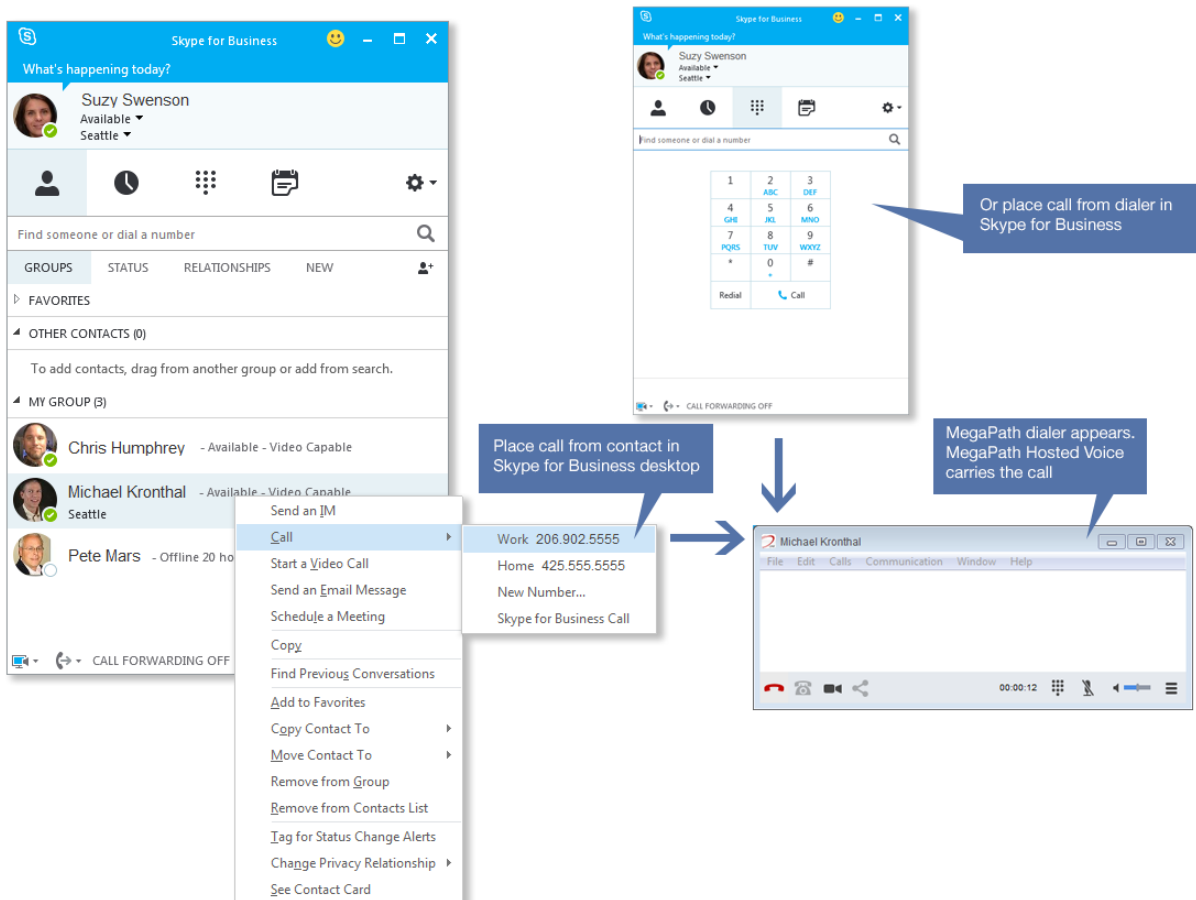 Skype for Business
What's happening today?
Suzy Swenson
Available
Seattle
Find someone or dial a number
GROUPS STATUS RELATIONSHIPS NEW
FAVORITES
OTHER CONTACTS (0)
To add contacts, drag from another group or add from search.
MY GROUP (3)
Chris Humphrey - Available - Video Capable
Michael Kronthal - Available - Video Capable
Seattle
Pete Mars - Offline 20 ho
CALL FORWARDING OFF
Send an IM
Call
Start a Video Call
Send an Email Message
Schedule a Meeting
Copy
Find Previous Conversations
Add to Favorites
Copy Contact To
Move Contact To
Remove from Group
Remove from Contacts List
Tag for Status Change Alerts
Change Privacy Relationship
See Contact Card
Work 206.902.5555
Home 425.555.5555
New Number...
Skype for Business Call
Place call from contact in
Skype for Business desktop
Skype for Business
What's happening today?
Suzy Swenson
Available
Seattle
Find someone or dial a number
1 2 3
ABC DEF
4 5 6
GHI JKL MNO
7 8 9
PQRS TUV WXYZ
* 0 #
+
Redial Call
CALL FORWARDING OFF
Or place call from dialer in
Skype for Business
MegaPath dialer appears.
MegaPath Hosted Voice
carries the call
Michael Kronthal
File Edit Calls Communication Window Help
00:00:12